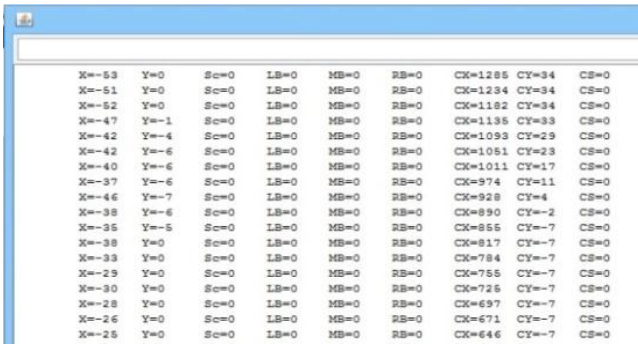 X=-53 Y=0 Sc=0 LB=0 MB=0 RB=0 CX=1285 CY=34 CS=0
X=-51 Y=0 Sc=0 LB=0 MB=0 RB=0 CX=1234 CY=34 CS=0
X=-52 Y=0 Sc=0 LB=0 MB=0 RB=0 CX=1182 CY=34 CS=0
X=-47 Y=-1 Sc=0 LB=0 MB=0 RB=0 CX=1135 CY=33 CS=0
X=-42 Y=-4 Sc=0 LB=0 MB=0 RB=0 CX=1093 CY=29 CS=0
X=-42 Y=-6 Sc=0 LB=0 MB=0 RB=0 CX=1051 CY=23 CS=0
X=-40 Y=-6 Sc=0 LB=0 MB=0 RB=0 CX=1011 CY=17 CS=0
X=-37 Y=-6 Sc=0 LB=0 MB=0 RB=0 CX=974 CY=11 CS=0
X=-46 Y=-7 Sc=0 LB=0 MB=0 RB=0 CX=928 CY=4 CS=0
X=-38 Y=-6 Sc=0 LB=0 MB=0 RB=0 CX=890 CY=-2 CS=0
X=-35 Y=-5 Sc=0 LB=0 MB=0 RB=0 CX=855 CY=-7 CS=0
X=-38 Y=0 Sc=0 LB=0 MB=0 RB=0 CX=817 CY=-7 CS=0
X=-33 Y=0 Sc=0 LB=0 MB=0 RB=0 CX=784 CY=-7 CS=0
X=-29 Y=0 Sc=0 LB=0 MB=0 RB=0 CX=755 CY=-7 CS=0
X=-30 Y=0 Sc=0 LB=0 MB=0 RB=0 CX=725 CY=-7 CS=0
X=-28 Y=0 Sc=0 LB=0 MB=0 RB=0 CX=697 CY=-7 CS=0
X=-26 Y=0 Sc=0 LB=0 MB=0 RB=0 CX=671 CY=-7 CS=0
X=-25 Y=0 Sc=0 LB=0 MB=0 RB=0 CX=646 CY=-7 CS=0